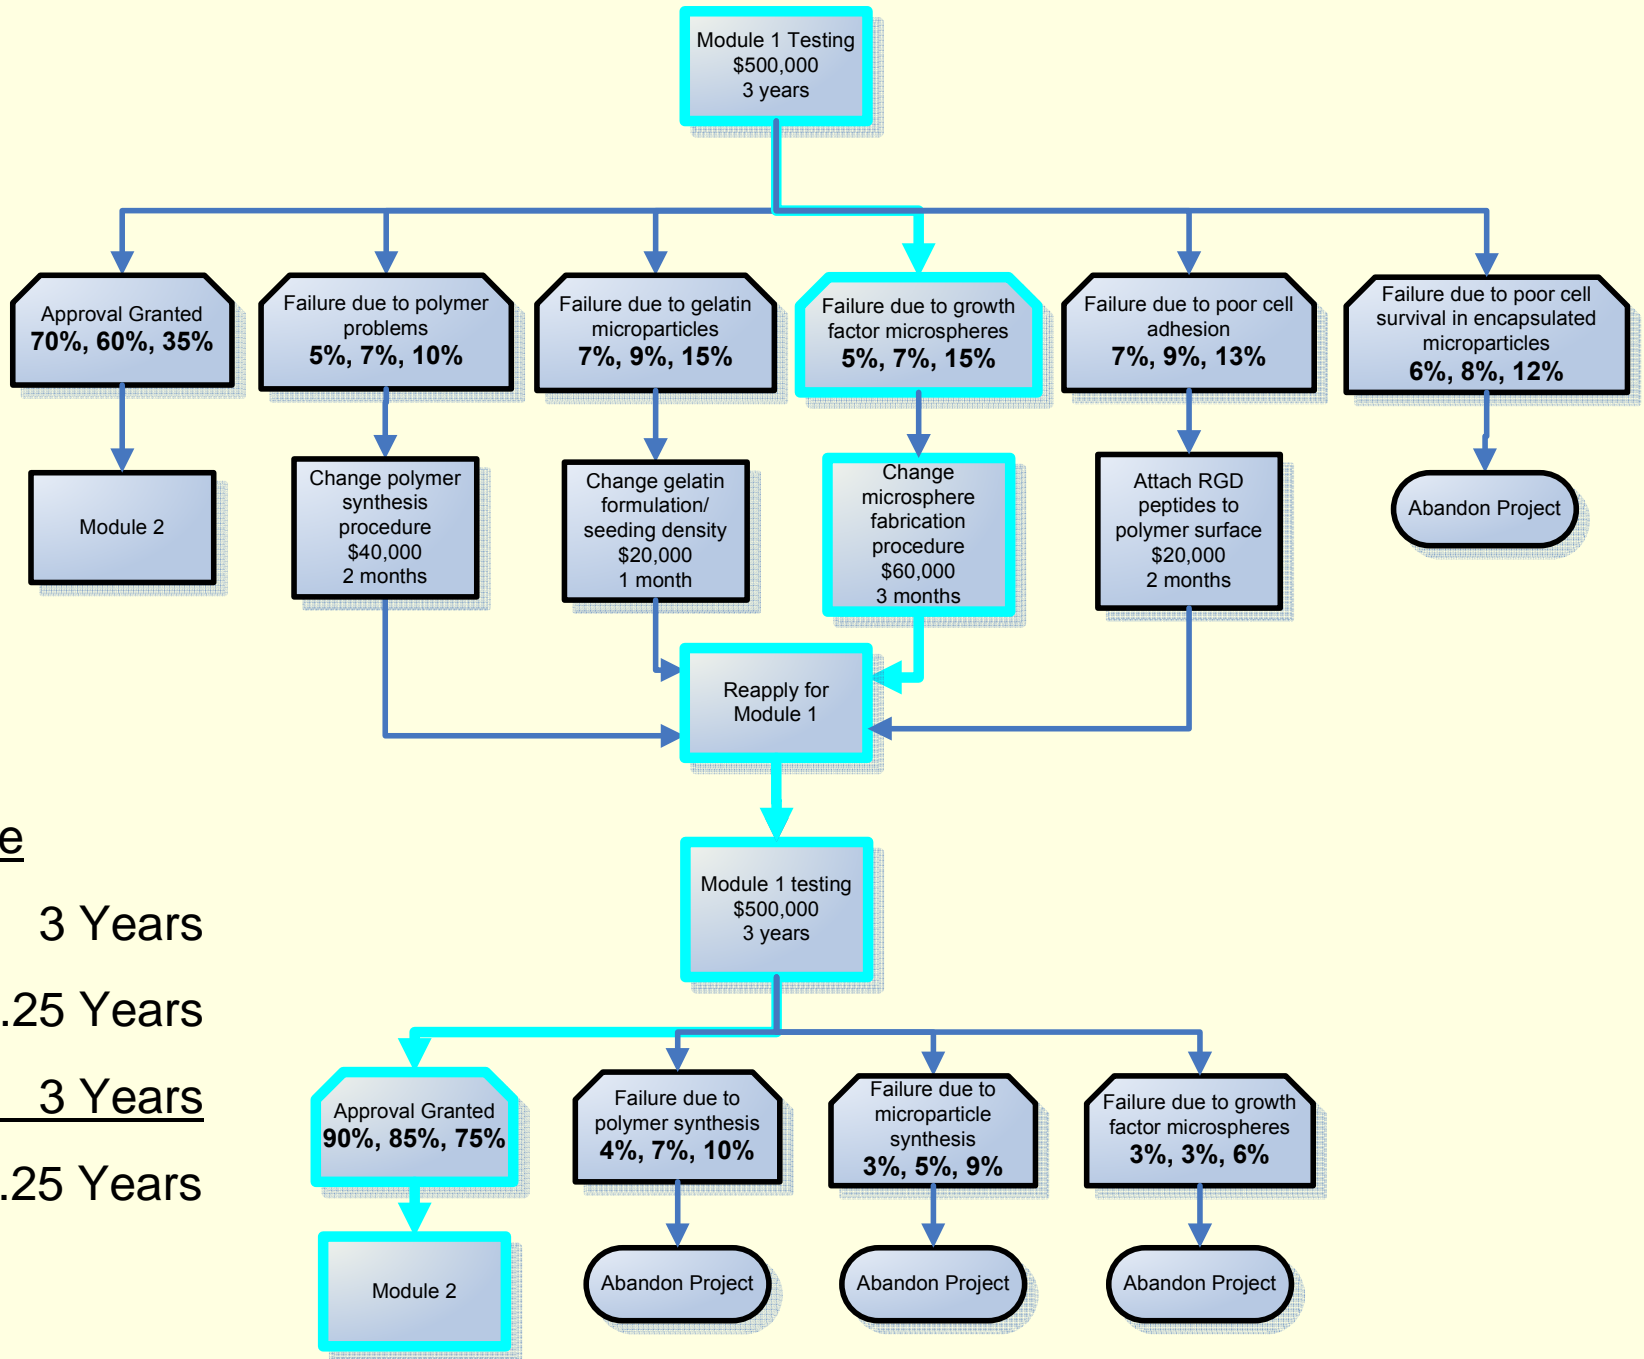 Module 1 Testing
$500,000
3 years
Approval Granted
70%, 60%, 35%
Failure due to polymer
problems
5%, 7%, 10%
Failure due to gelatin
microparticles
7%, 9%, 15%
Failure due to growth
factor microspheres
5%, 7%, 15%
Failure due to poor cell
adhesion
7%, 9%, 13%
Failure due to poor cell
survival in encapsulated
microparticles
6%, 8%, 12%
Module 2
Change polymer
synthesis
procedure
$40,000
2 months
Change gelatin
formulation/
seeding density
$20,000
1 month
Change
microsphere
fabrication
procedure
$60,000
3 months
Attach RGD
peptides to
polymer surface
$20,000
2 months
Abandon Project
Reapply for
Module 1
e
3 Years
.25 Years
3 Years
.25 Years
Module 1 testing
$500,000
3 years
Approval Granted
90%, 85%, 75%
Failure due to
polymer synthesis
4%, 7%, 10%
Failure due to
microparticle
synthesis
3%, 5%, 9%
Failure due to growth
factor microspheres
3%, 3%, 6%
Module 2
Abandon Project
Abandon Project
Abandon Project